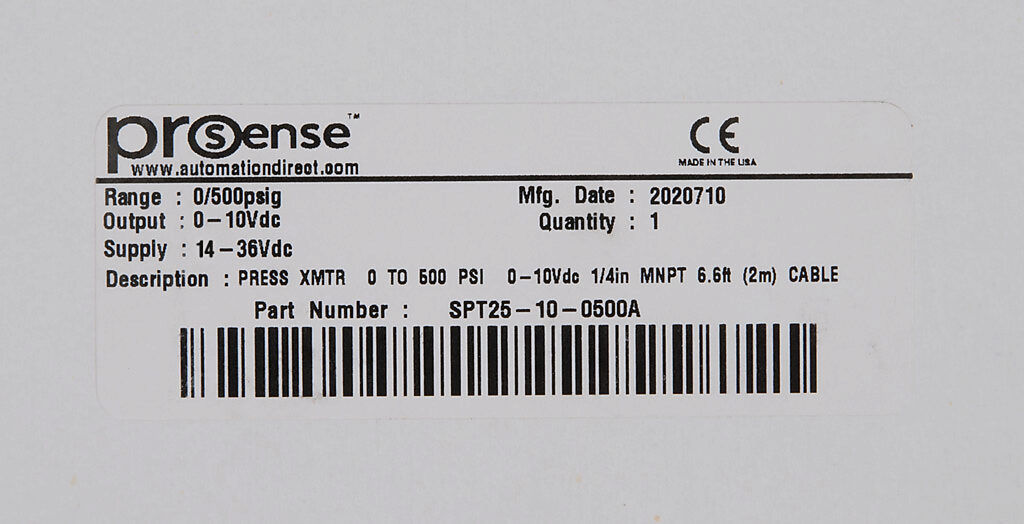 prosense™
www.automationdirect.com
CE
MADE IN THE USA
Range : 0/500psig
Mfg. Date : 2020710
Output : 0-10Vdc
Quantity : 1
Supply : 14-36Vdc
Description : PRESS XMTR 0 TO 500 PSI 0-10Vdc 1/4in MNPT 6.6ft (2m) CABLE
Part Number : SPT25-10-0500A